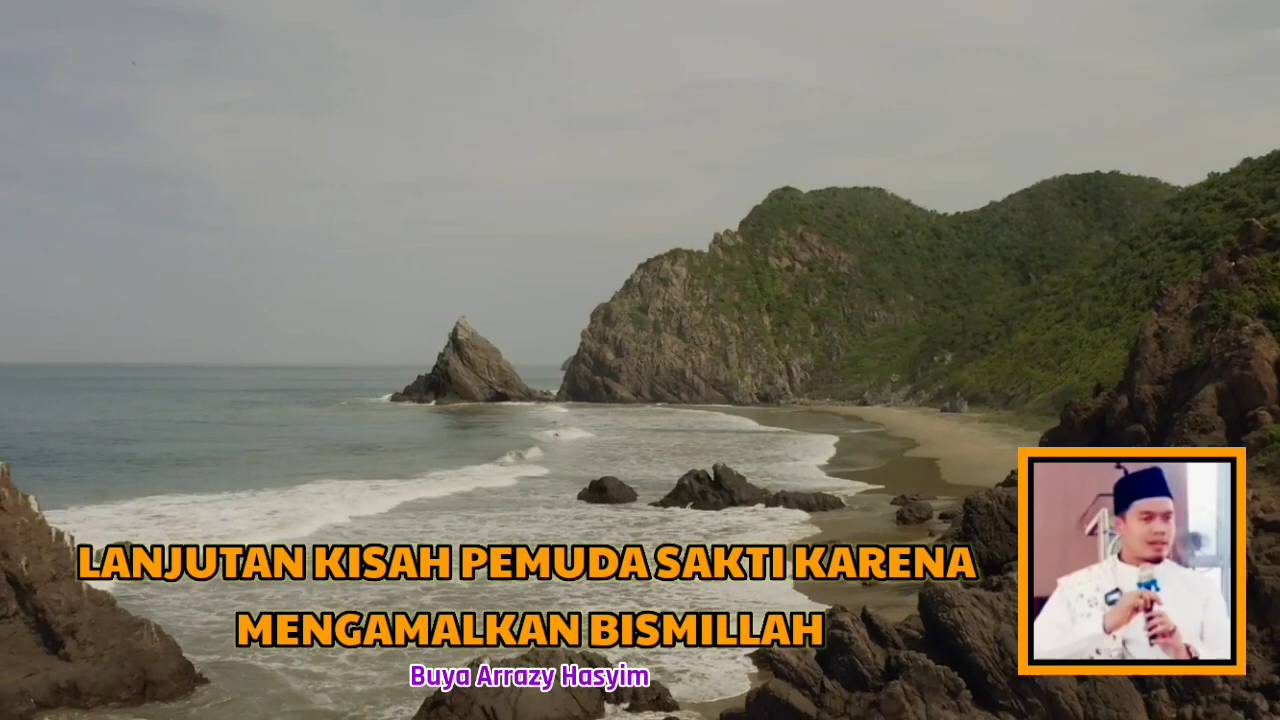 LANJUTAN KISAH PEMUDA SAKTI KARENA
MENGAMALKAN BISMILLAH
Buya Arrazy Hasyim